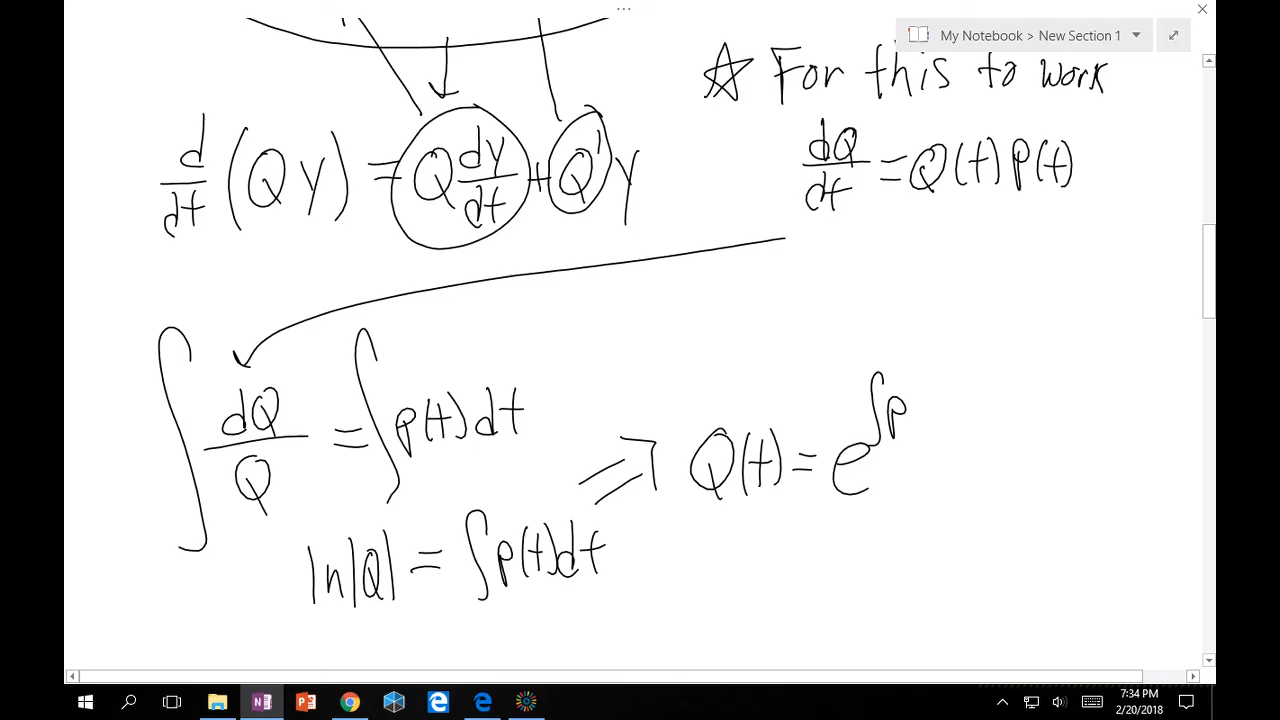 My Notebook > New Section 1
☆ For this to work
d/dt (Qy) = Q dy/dt + Q' y
dQ/dt = Q(t) P(t)
∫ dQ/Q = ∫ p(t) dt
⇒ Q(t) = e^∫p
ln|Q| = ∫ p(t) dt
7:34 PM
2/20/2018